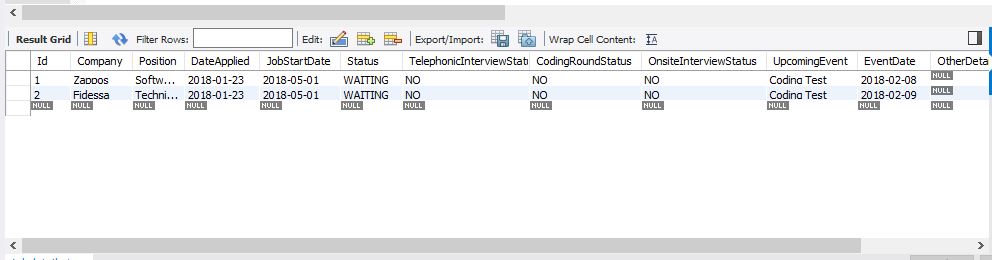 Result Grid Filter Rows: Edit: Export/Import: Wrap Cell Content: IA
Id Company Position DateApplied JobStartDate Status TelephonicInterviewStati CodingRoundStatus OnsiteInterviewStatus UpcomingEvent EventDate OtherDetai
1 Zappos Softw... 2018-01-23 2018-05-01 WAITING NO NO NO Coding Test 2018-02-08 NULL
2 Fidessa Techni... 2018-01-23 2018-05-01 WAITING NO NO NO Coding Test 2018-02-09 NULL
NULL NULL NULL NULL NULL NULL NULL NULL NULL NULL NULL NULL